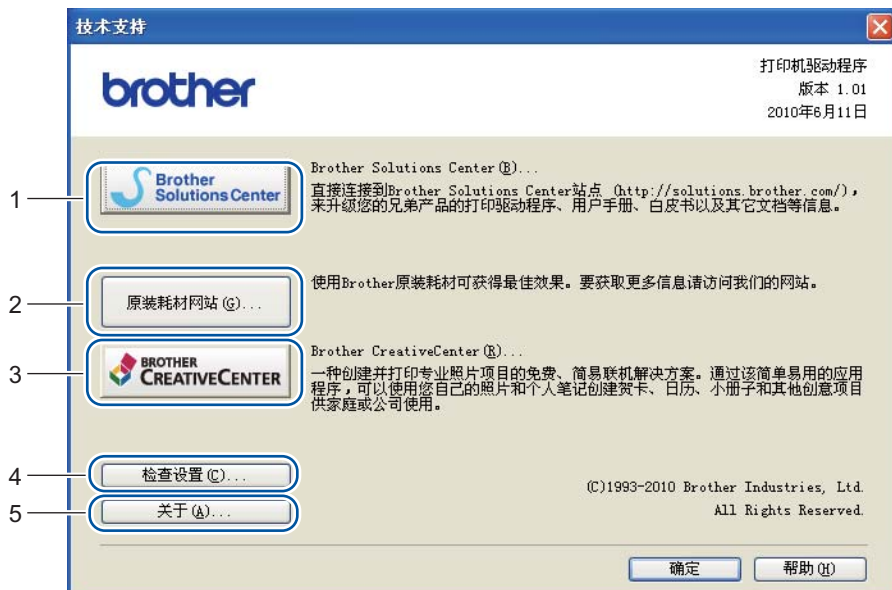 技术支持
brother
打印机驱动程序
版本 1.01
2010年6月11日
1
Brother
Solutions Center
Brother Solutions Center(B)...
直接连接到Brother Solutions Center站点 (http://solutions.brother.com/),
来升级您的兄弟产品的打印驱动程序、用户手册、白皮书以及其它文档等信息。
2
原装耗材网站(G)...
使用Brother原装耗材可获得最佳效果。要获取更多信息请访问我们的网站。
3
BROTHER
CREATIVECENTER
Brother CreativeCenter(R)...
一种创建并打印专业照片项目的免费、简易联机解决方案。通过该简单易用的应用
程序,可以使用您自己的照片和个人笔记创建贺卡、日历、小册子和其他创意项目
供家庭或公司使用。
4
检查设置(C)...
5
关于(A)...
(C)1993-2010 Brother Industries, Ltd.
All Rights Reserved.
确定
帮助(H)